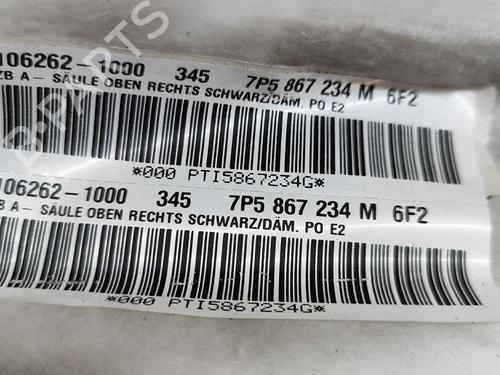 106262-1000 345 7P5 867 234 M 6F2
ZB A- SÄULE OBEN RECHTS SCHWARZ/DÄM. PO E2
*000 PTI5867234G*
106262-1000 345 7P5 867 234 M 6F2
B A- SÄULE OBEN RECHTS SCHWARZ/DÄM. PO E2
*000 PTI5867234G*
B-PARTS